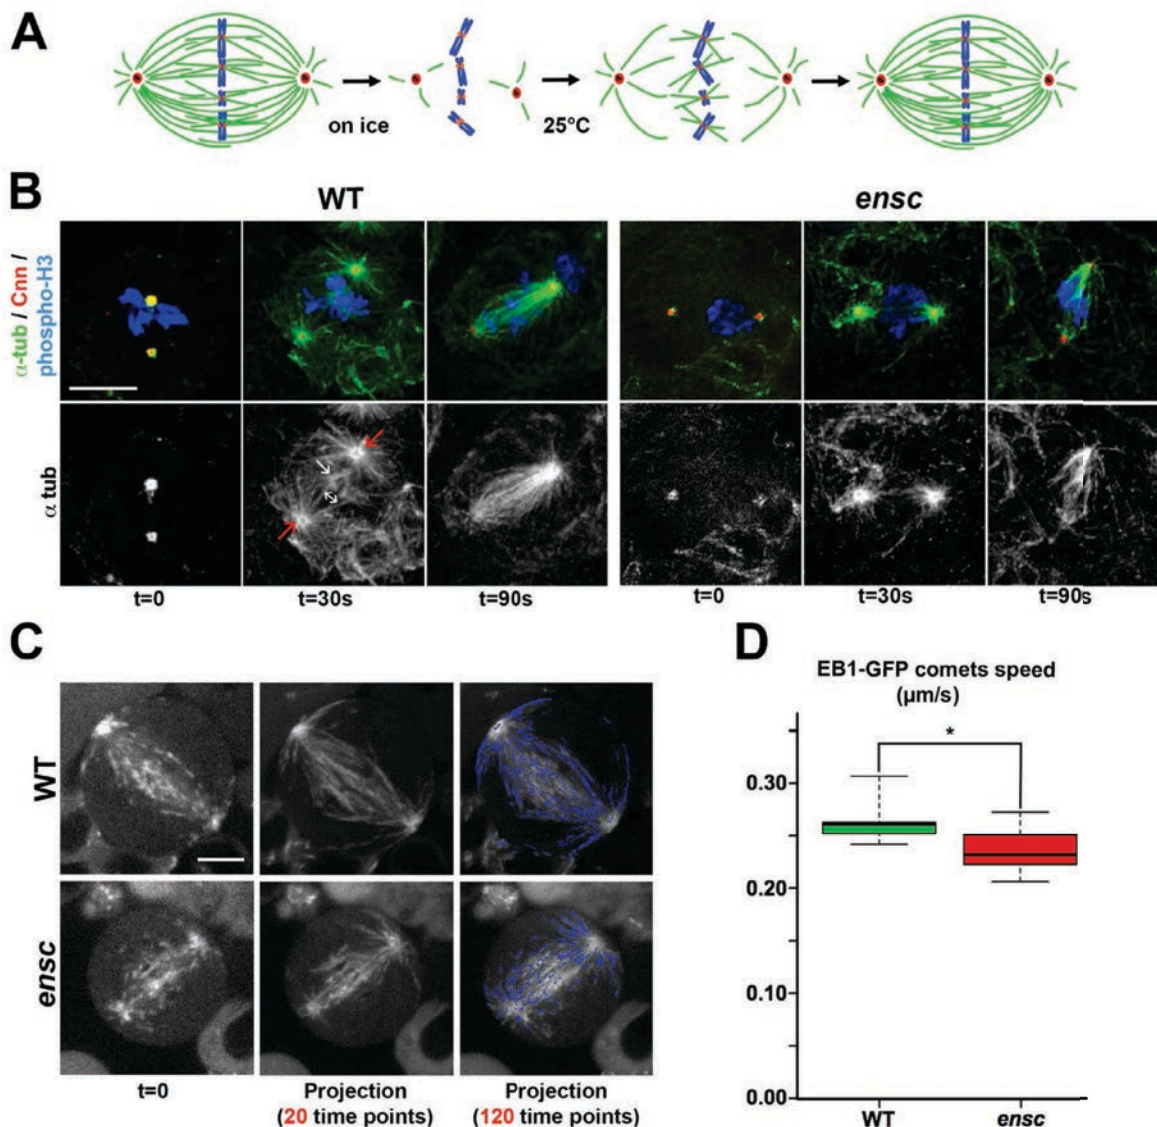 A
on ice
25°C
B
WT
ensc
α-tub / Cnn /
phospho-H3
α tub
t=0
t=30s
t=90s
t=0
t=30s
t=90s
C
WT
ensc
t=0
Projection
(20 time points)
Projection
(120 time points)
D
EB1-GFP comets speed
(µm/s)
*
0.30
0.20
0.10
0.00
WT
ensc